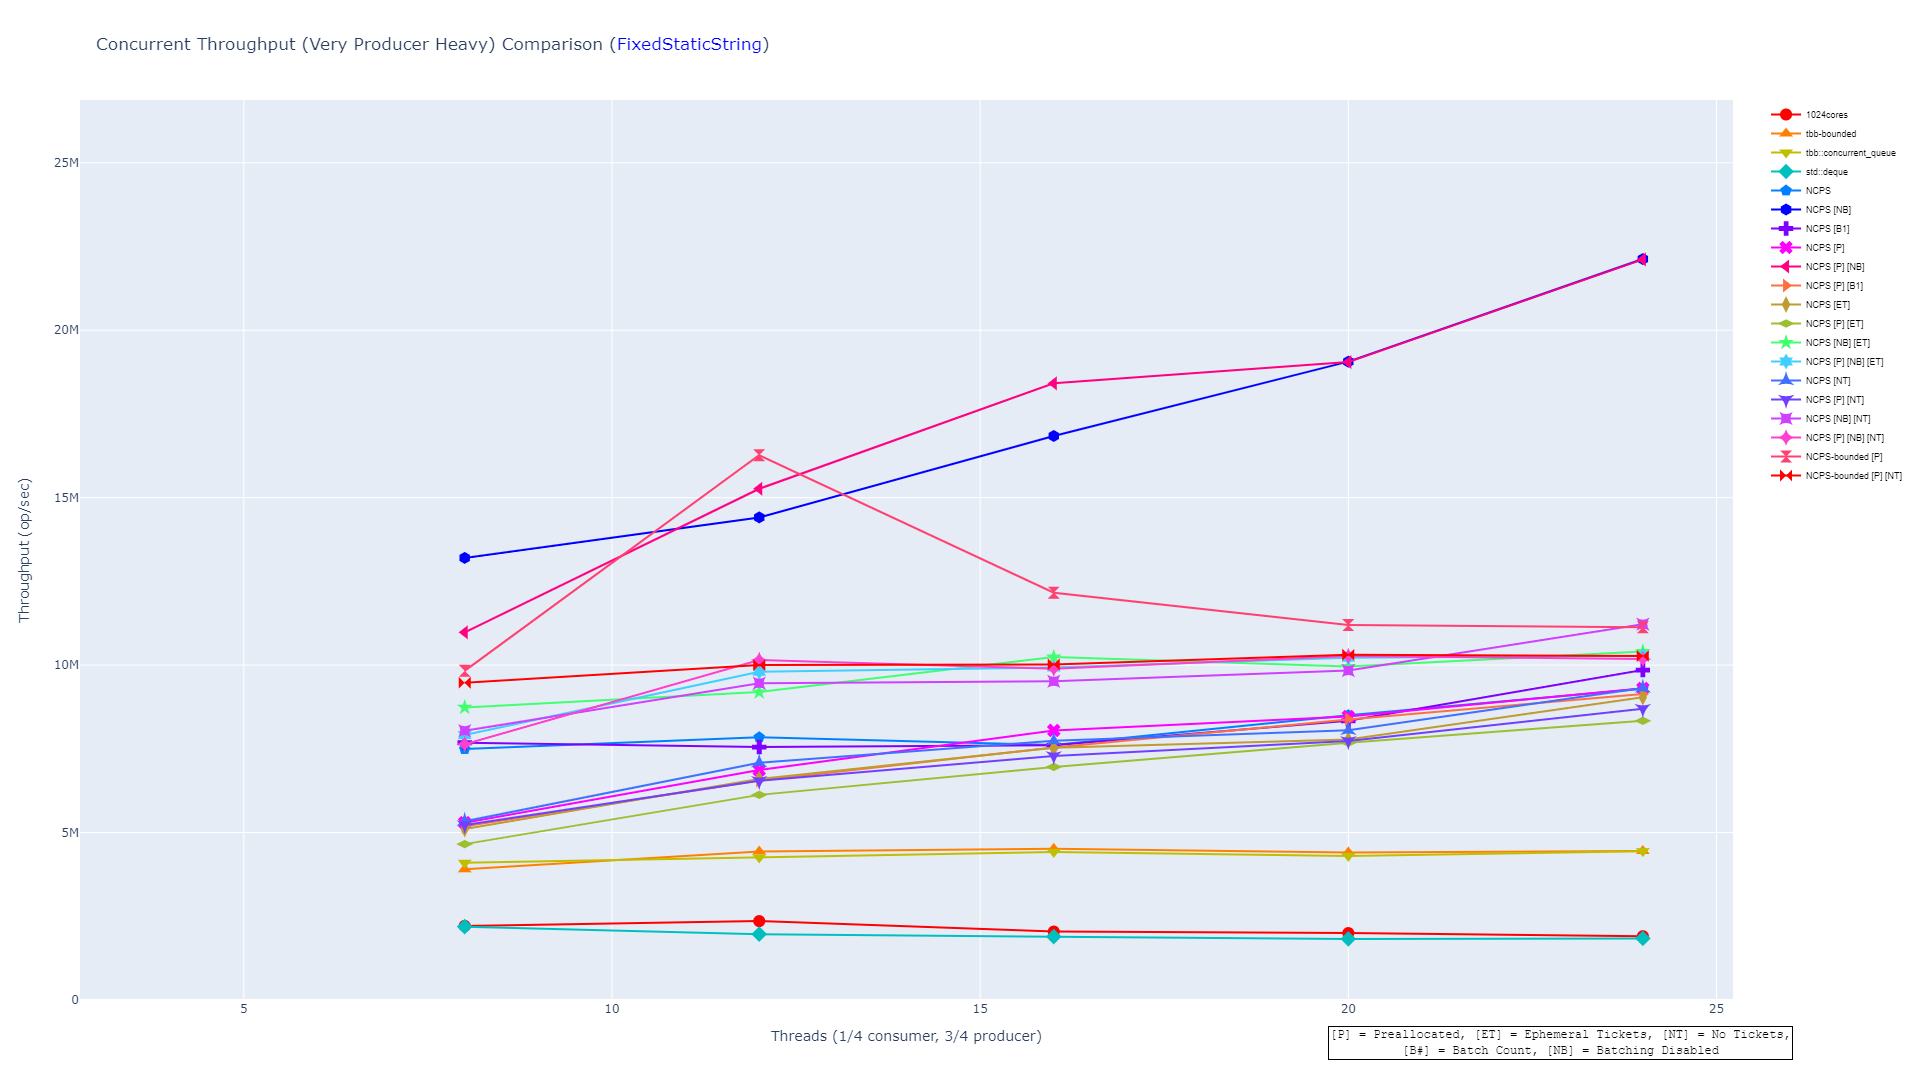 Concurrent Throughput (Very Producer Heavy) Comparison (FixedStaticString)
Throughput (op/sec)
25M
20M
15M
10M
5M
0
5
10
15
20
25
Threads (1/4 consumer, 3/4 producer)
1024cores
tbb-bounded
tbb::concurrent_queue
std::deque
NCPS
NCPS [NB]
NCPS [B1]
NCPS [P]
NCPS [P] [NB]
NCPS [P] [B1]
NCPS [ET]
NCPS [P] [ET]
NCPS [NB] [ET]
NCPS [P] [NB] [ET]
NCPS [NT]
NCPS [P] [NT]
NCPS [NB] [NT]
NCPS [P] [NB] [NT]
NCPS-bounded [P]
NCPS-bounded [P] [NT]
[P] = Preallocated, [ET] = Ephemeral Tickets, [NT] = No Tickets,
[B#] = Batch Count, [NB] = Batching Disabled